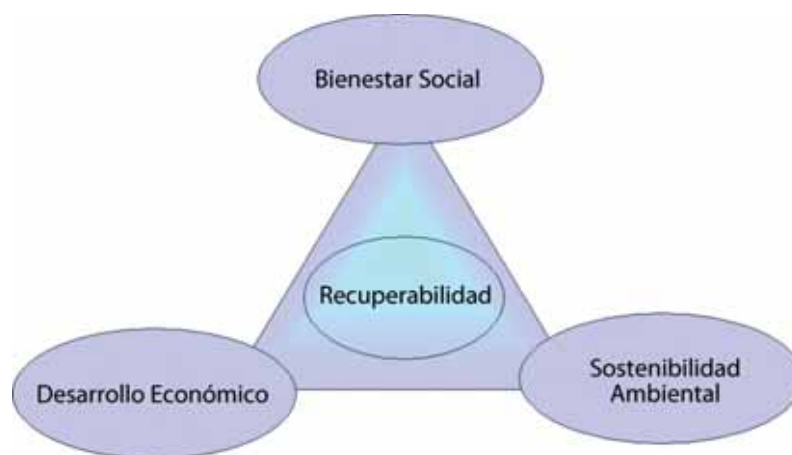 Bienestar Social
Recuperabilidad
Desarrollo Económico
Sostenibilidad
Ambiental